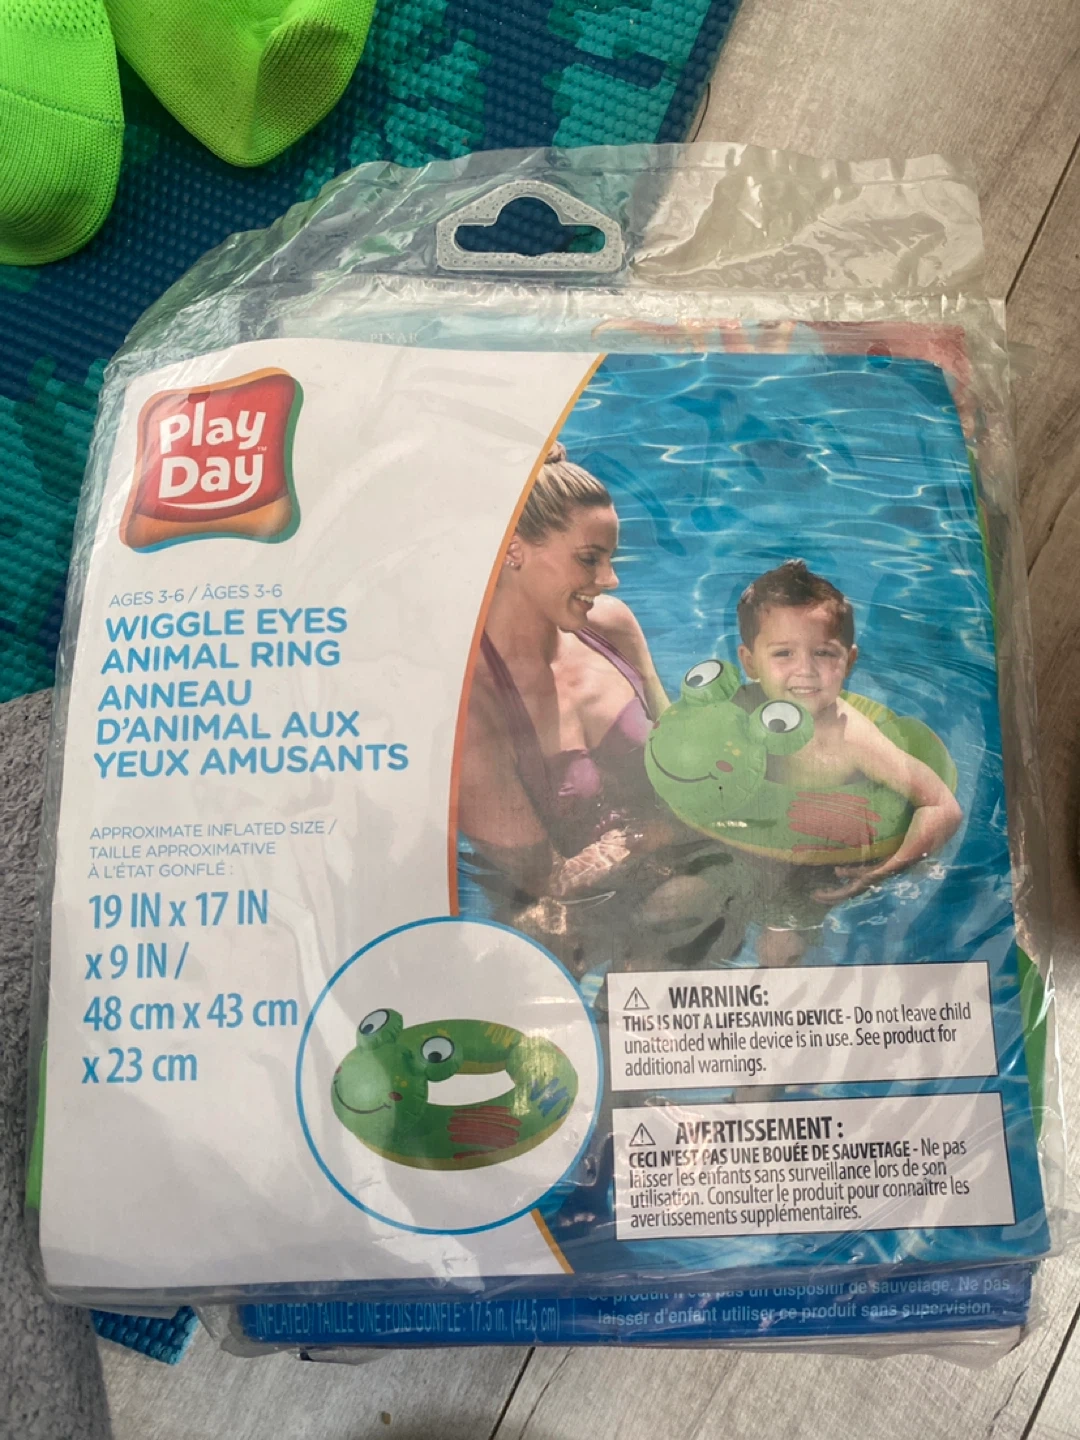 PIXAR
Play
Day™
AGES 3-6 / ÂGES 3-6
WIGGLE EYES
ANIMAL RING
ANNEAU
D'ANIMAL AUX
YEUX AMUSANTS
APPROXIMATE INFLATED SIZE /
TAILLE APPROXIMATIVE
À L'ÉTAT GONFLÉ :
19 IN x 17 IN
x 9 IN /
48 cm x 43 cm
x 23 cm
⚠ WARNING:
THIS IS NOT A LIFESAVING DEVICE - Do not leave child
unattended while device is in use. See product for
additional warnings.
⚠ AVERTISSEMENT :
CECI N'EST PAS UNE BOUÉE DE SAUVETAGE - Ne pas
laisser les enfants sans surveillance lors de son
utilisation. Consulter le produit pour connaître les
avertissements supplémentaires.
Ce produit n'est pas un dispositif de sauvetage. Ne pas
laisser d'enfant utiliser ce produit sans supervision.
INFLATED / TAILLE UNE FOIS GONFLÉ: 17.5 in. (44.5 cm)